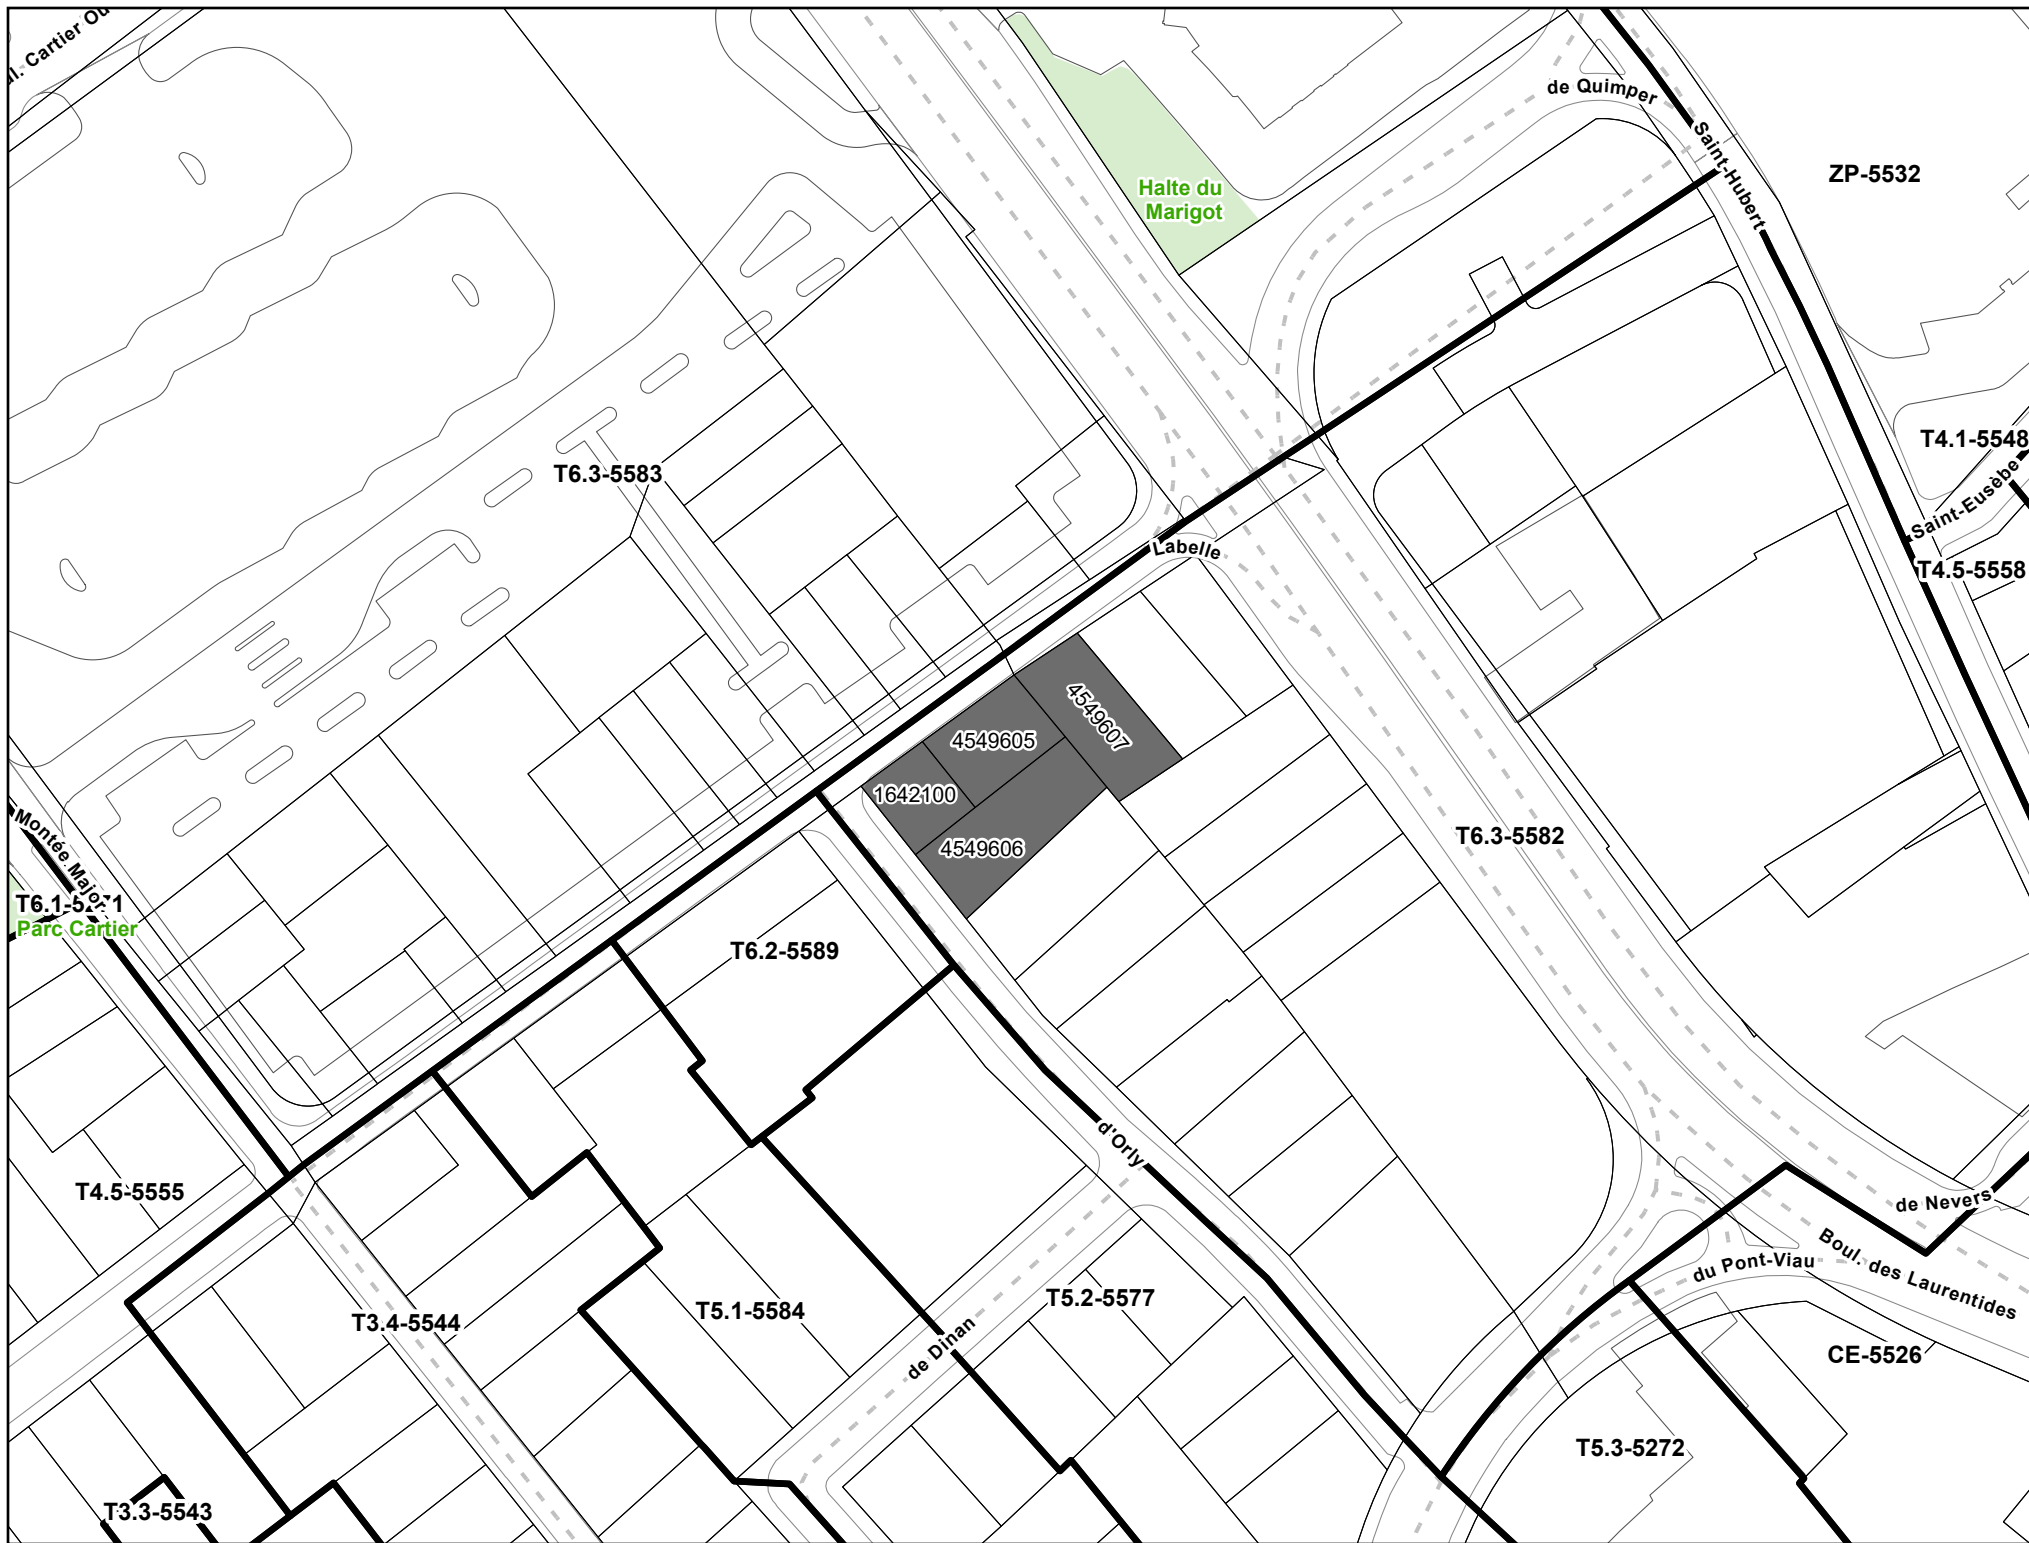 de Quimper
Saint-Hubert
ZP-5532
Halte du
Marigot
T6.3-5583
T4.1-5548
Saint-Eusèbe
T4.5-5558
Labelle
4549607
4549605
1642100
4549606
T6.3-5582
Montée Major
Parc Cartier
T6.2-5589
d'Orly
T4.5-5555
de Nevers
Boul. des Laurentides
du Pont-Viau
T3.4-5544
T5.1-5584
T5.2-5577
de Dinan
CE-5526
T5.3-5272
T3.3-5543